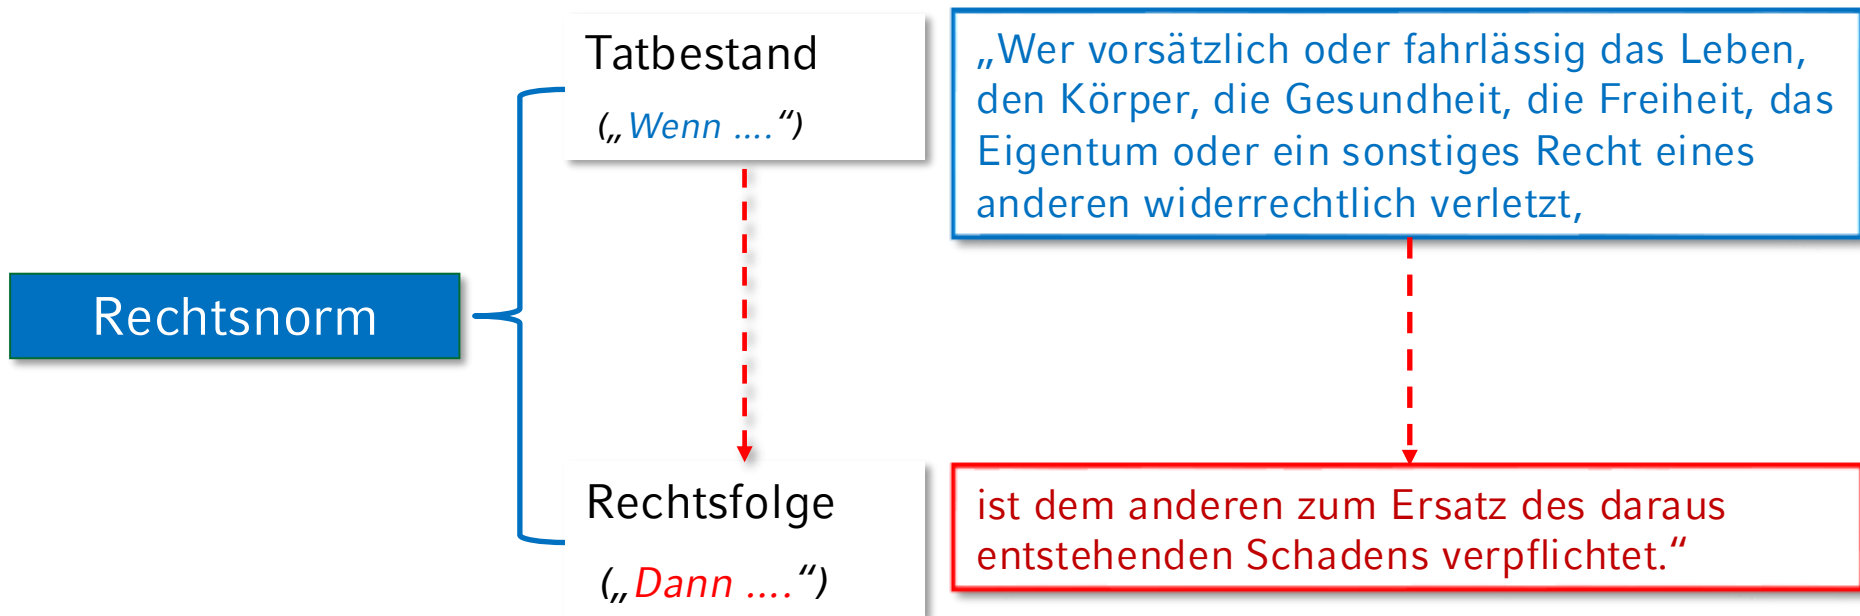 Tatbestand
(„Wenn ....“)
„Wer vorsätzlich oder fahrlässig das Leben,
den Körper, die Gesundheit, die Freiheit, das
Eigentum oder ein sonstiges Recht eines
anderen widerrechtlich verletzt,
Rechtsnorm
Rechtsfolge
(„Dann ....“)
ist dem anderen zum Ersatz des daraus
entstehenden Schadens verpflichtet.“